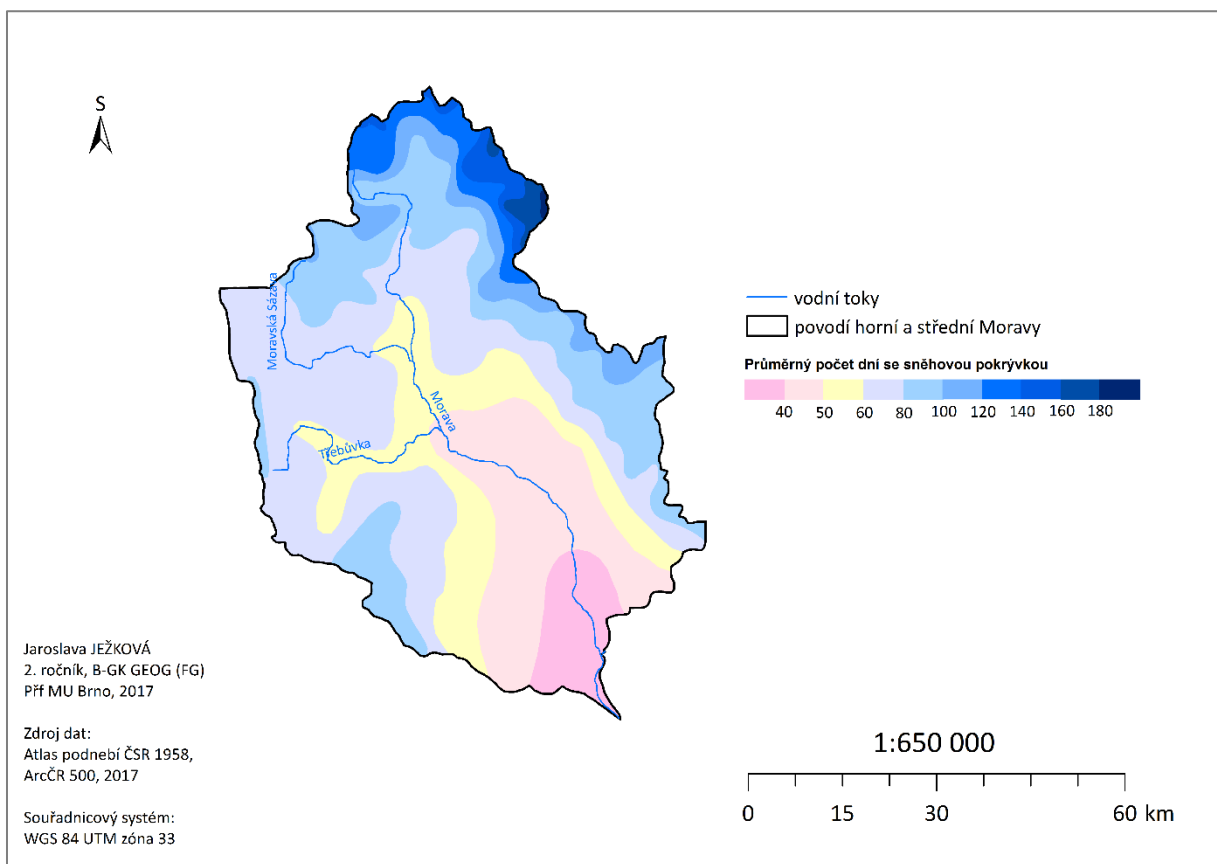 S
Moravská Sázava
Morava
Třebůvka
vodní toky
povodí horní a střední Moravy
Průměrný počet dní se sněhovou pokrývkou
40 50 60 80 100 120 140 160 180
Jaroslava JEŽKOVÁ
2. ročník, B-GK GEOG (FG)
Přf MU Brno, 2017
Zdroj dat:
Atlas podnebí ČSR 1958,
ArcČR 500, 2017
Souřadnicový systém:
WGS 84 UTM zóna 33
1:650 000
0 15 30 60 km